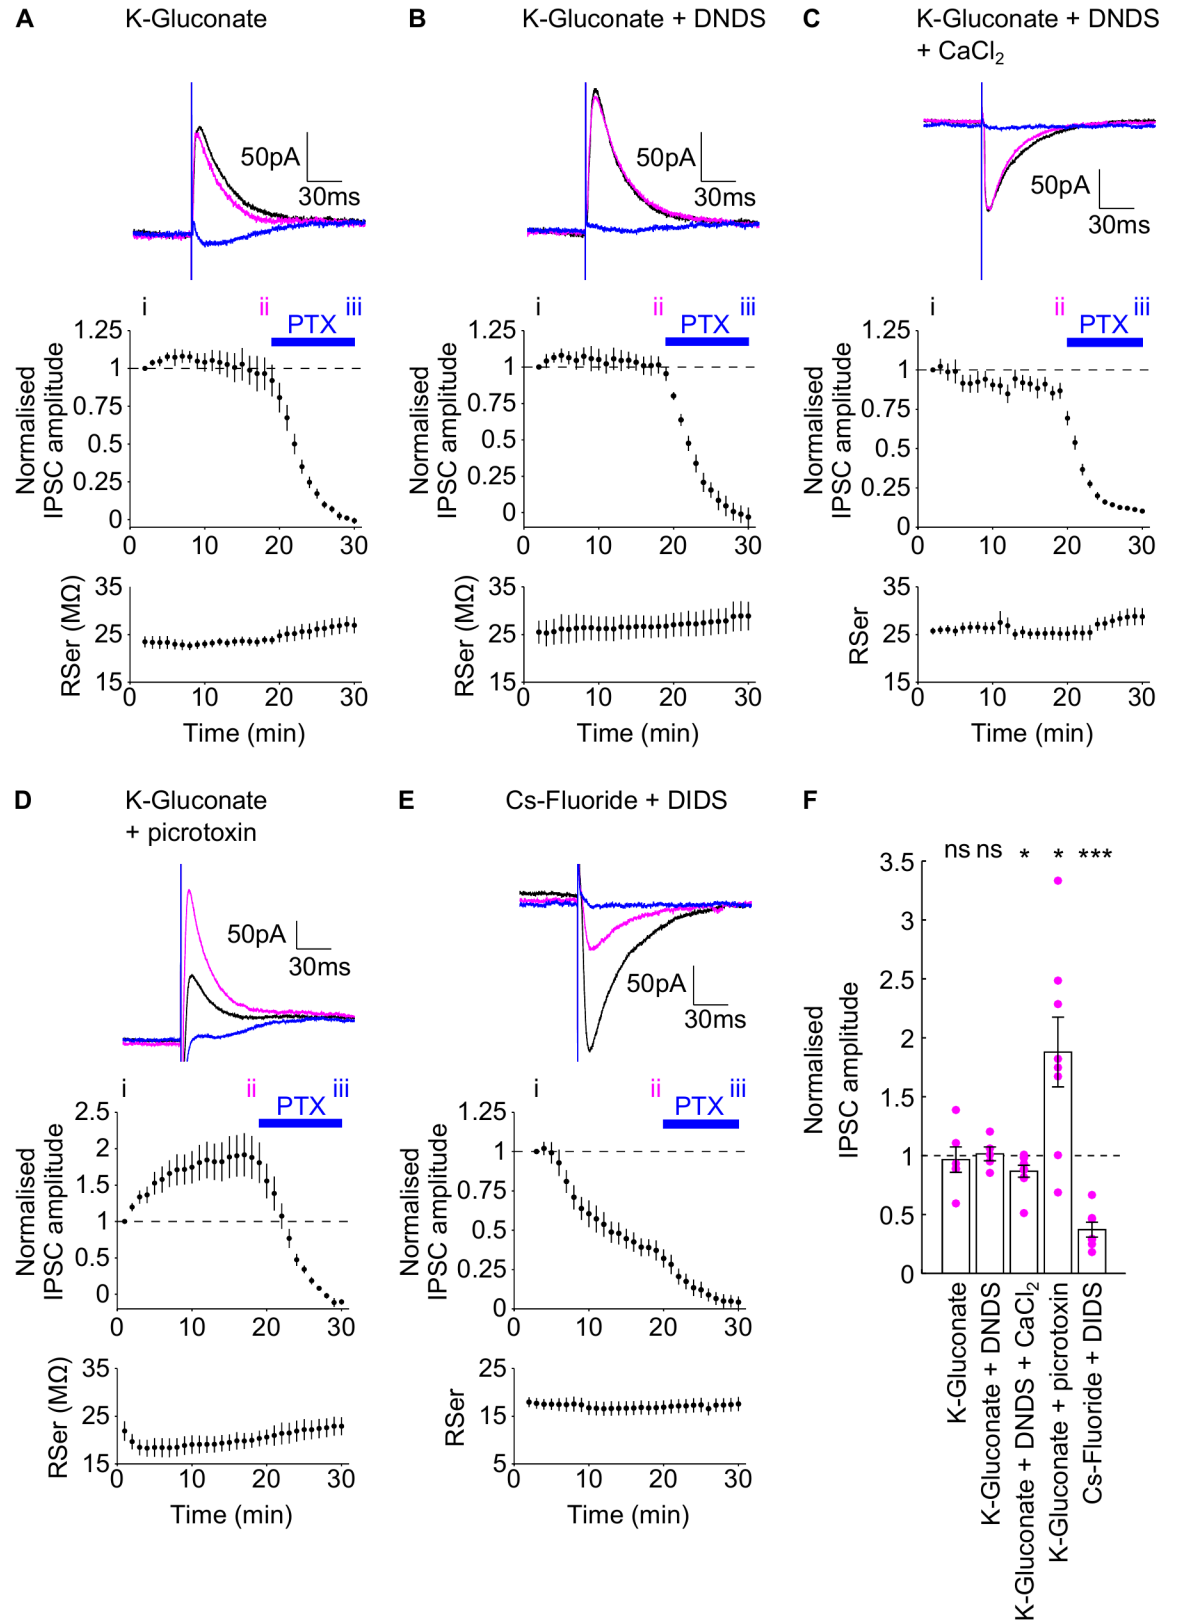 A
K-Gluconate
50pA
30ms
i
ii
iii
PTX
Normalised
IPSC amplitude
1.25
1
0.75
0.5
0.25
0
0
10
20
30
RSer (MΩ)
35
25
15
0
10
20
30
Time (min)
B
K-Gluconate + DNDS
50pA
30ms
i
ii
iii
PTX
Normalised
IPSC amplitude
1.25
1
0.75
0.5
0.25
0
0
10
20
30
RSer (MΩ)
35
25
15
0
10
20
30
Time (min)
C
K-Gluconate + DNDS
+ CaCl₂
50pA
30ms
i
ii
iii
PTX
Normalised
IPSC amplitude
1.25
1
0.75
0.5
0.25
0
0
10
20
30
RSer
35
25
15
0
10
20
30
Time (min)
D
K-Gluconate
+ picrotoxin
50pA
30ms
i
ii
iii
PTX
Normalised
IPSC amplitude
2.5
2
1.5
1
0.5
0
0
10
20
30
RSer (MΩ)
35
25
15
0
10
20
30
Time (min)
E
Cs-Fluoride + DIDS
50pA
30ms
i
ii
iii
PTX
Normalised
IPSC amplitude
1.25
1
0.75
0.5
0.25
0
0
10
20
30
RSer
25
15
5
0
10
20
30
Time (min)
F
ns ns * * ***
Normalised
IPSC amplitude
3.5
3
2.5
2
1.5
1
0.5
0
K-Gluconate
K-Gluconate + DNDS
K-Gluconate + DNDS + CaCl₂
K-Gluconate + picrotoxin
Cs-Fluoride + DIDS